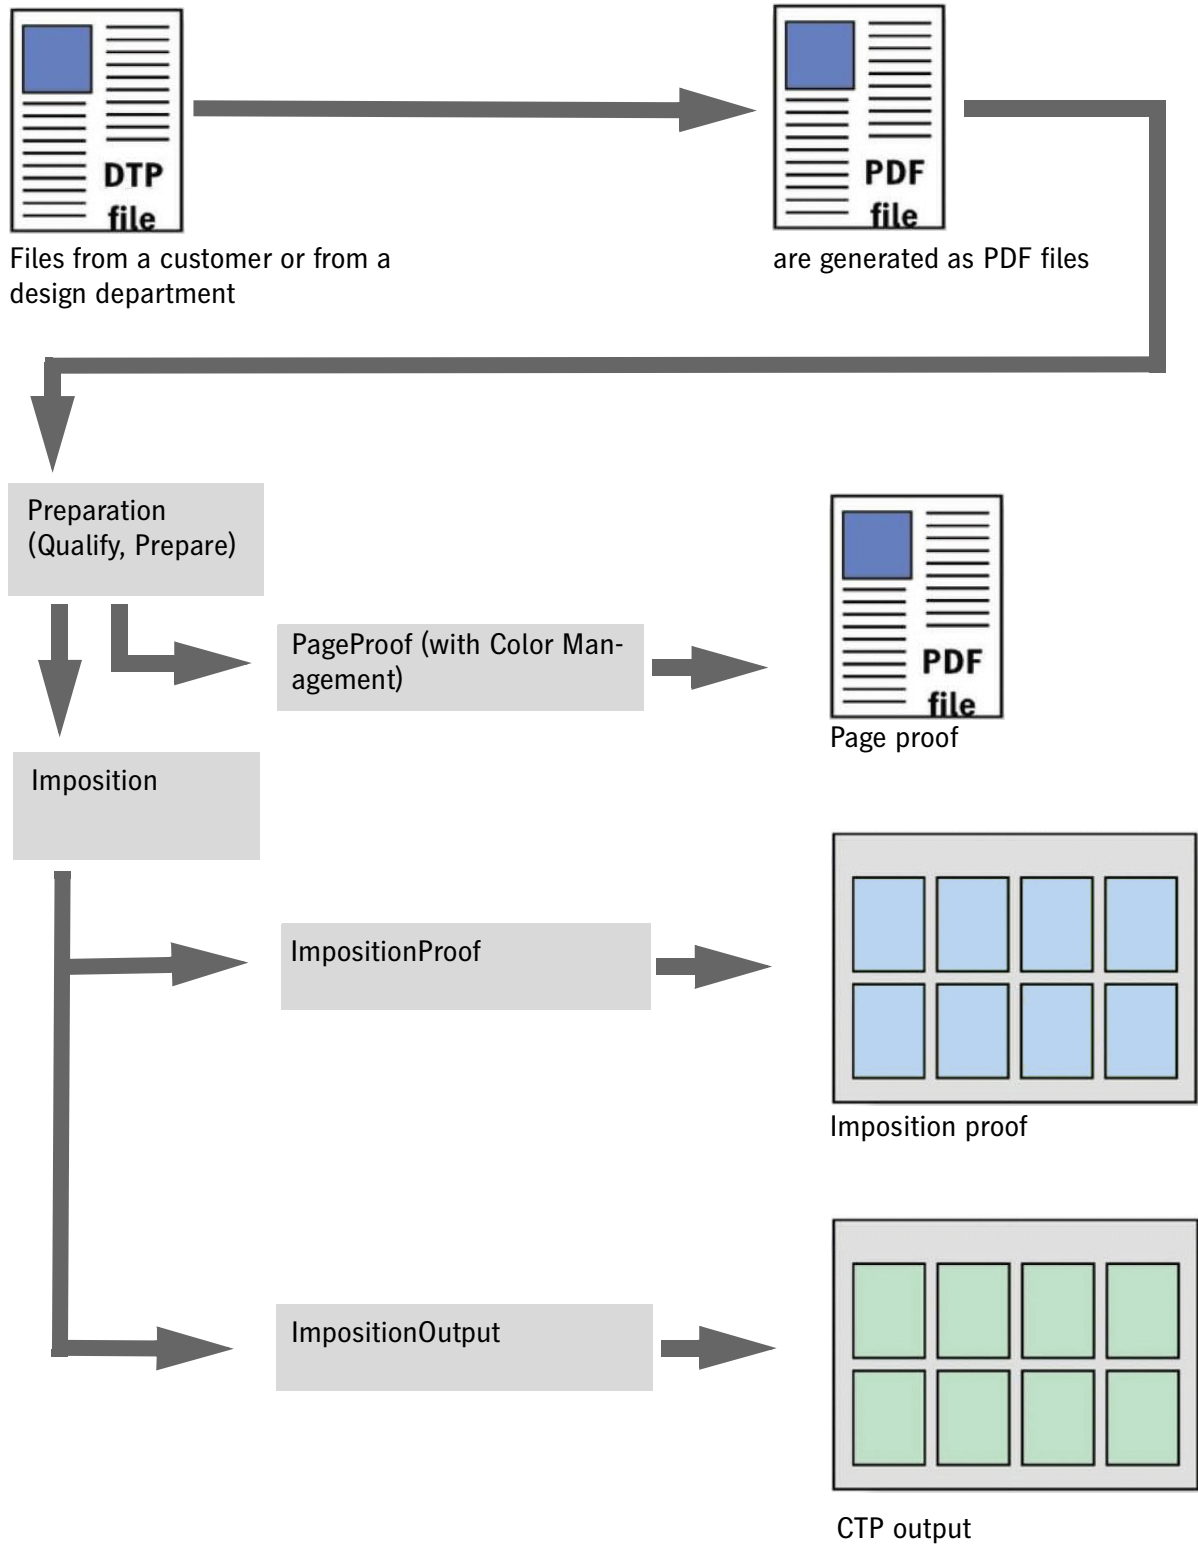 DTP
file
PDF
file
Files from a customer or from a
design department
are generated as PDF files
Preparation
(Qualify, Prepare)
PageProof (with Color Man-
agement)
PDF
file
Page proof
Imposition
ImpositionProof
Imposition proof
ImpositionOutput
CTP output